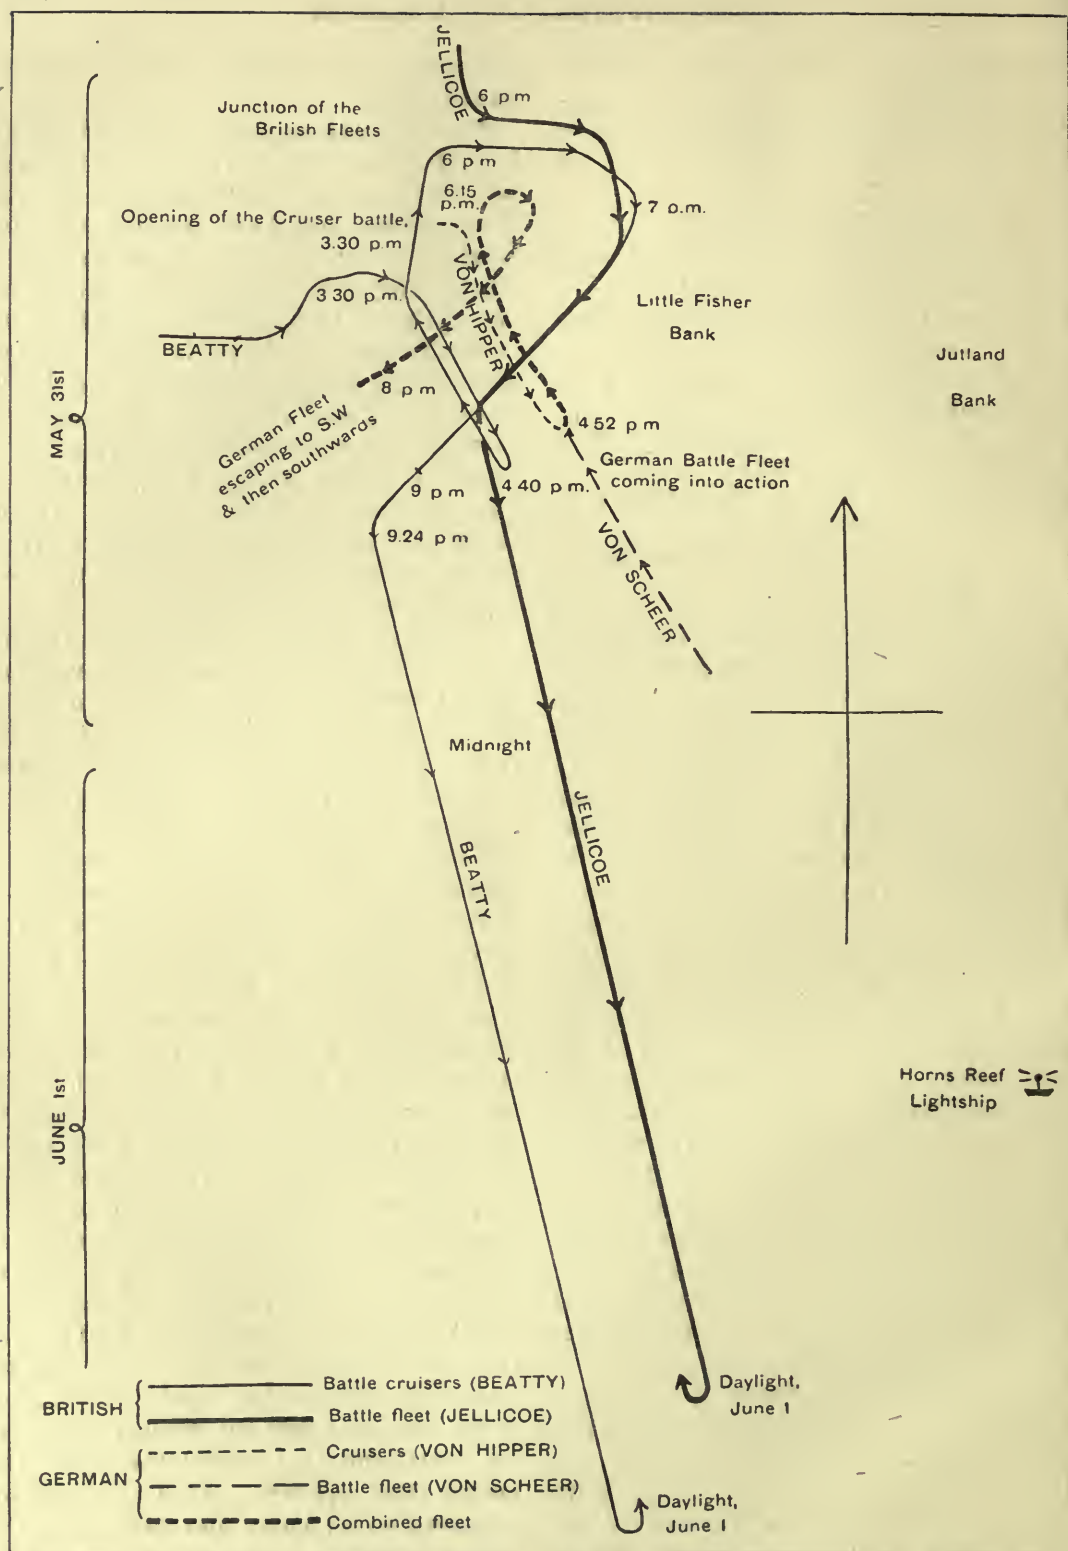 JELLICOE
6 p m
Junction of the
British Fleets
6 p m
6.15
p.m.
7 p.m.
Opening of the Cruiser battle,
3.30 p.m
VON HIPPER
3 30 p m.
BEATTY
Little Fisher
Bank
Jutland
Bank
8 p m
German Fleet
escaping to S.W
& then southwards
4 52 p m
German Battle Fleet
coming into action
9 p m
4 40 p m.
9.24 p m
VON SCHEER
MAY 31st
Midnight
JELLICOE
BEATTY
JUNE 1st
Horns Reef
Lightship
Daylight,
June 1
Daylight,
June 1
BRITISH
Battle cruisers (BEATTY)
Battle fleet (JELLICOE)
GERMAN
Cruisers (VON HIPPER)
Battle fleet (VON SCHEER)
Combined fleet